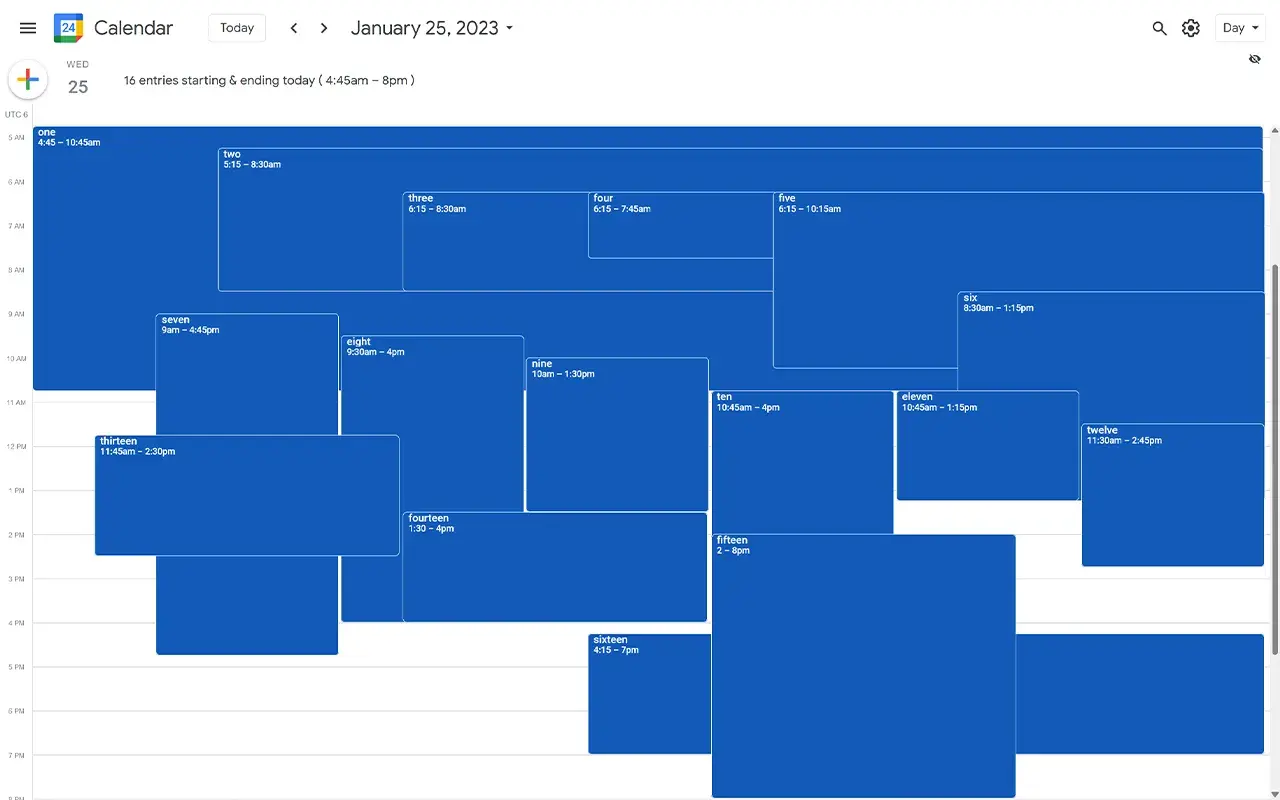 24 Calendar Today January 25, 2023 Day
WED
25
16 entries starting & ending today ( 4:45am – 8pm )
UTC 6
5 AM
6 AM
7 AM
8 AM
9 AM
10 AM
11 AM
12 PM
1 PM
2 PM
3 PM
4 PM
5 PM
6 PM
7 PM
8 PM
one
4:45 – 10:45am
two
5:15 – 8:30am
three
6:15 – 8:30am
four
6:15 – 7:45am
five
6:15 – 10:15am
six
8:30am – 1:15pm
seven
9am – 4:45pm
eight
9:30am – 4pm
nine
10am – 1:30pm
ten
10:45am – 4pm
eleven
10:45am – 1:15pm
twelve
11:30am – 2:45pm
thirteen
11:45am – 2:30pm
fourteen
1:30 – 4pm
fifteen
2 – 8pm
sixteen
4:15 – 7pm